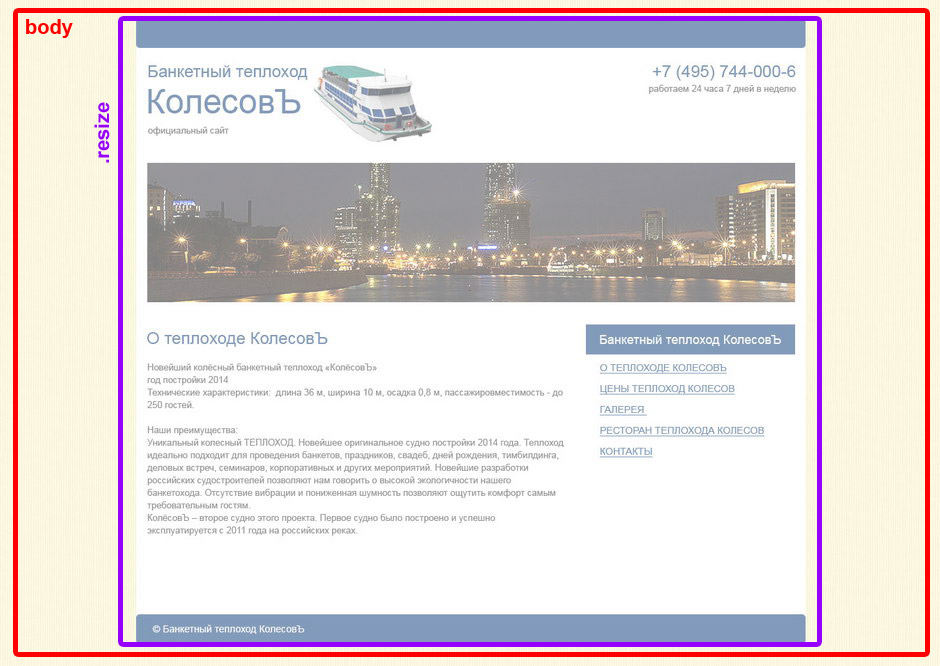 body
.resize
Банкетный теплоход
КолесовЪ
официальный сайт
+7 (495) 744-000-6
работаем 24 часа 7 дней в неделю
О теплоходе КолесовЪ
Новейший колёсный банкетный теплоход «КолёсовЪ»
год постройки 2014
Технические характеристики: длина 36 м, ширина 10 м, осадка 0,8 м, пассажировместимость - до
250 гостей.
Наши преимущества:
Уникальный колесный ТЕПЛОХОД. Новейшее оригинальное судно постройки 2014 года. Теплоход
идеально подходит для проведения банкетов, праздников, свадеб, дней рождения, тимбилдинга,
деловых встреч, семинаров, корпоративных и других мероприятий. Новейшие разработки
российских судостроителей позволяют нам говорить о высокой экологичности нашего
банкетохода. Отсутствие вибрации и пониженная шумность позволяют ощутить комфорт самым
требовательным гостям.
КолёсовЪ – второе судно этого проекта. Первое судно было построено и успешно
эксплуатируется с 2011 года на российских реках.
Банкетный теплоход КолесовЪ
О ТЕПЛОХОДЕ КОЛЕСОВЪ
ЦЕНЫ ТЕПЛОХОД КОЛЕСОВ
ГАЛЕРЕЯ
РЕСТОРАН ТЕПЛОХОДА КОЛЕСОВ
КОНТАКТЫ
© Банкетный теплоход КолесовЪ